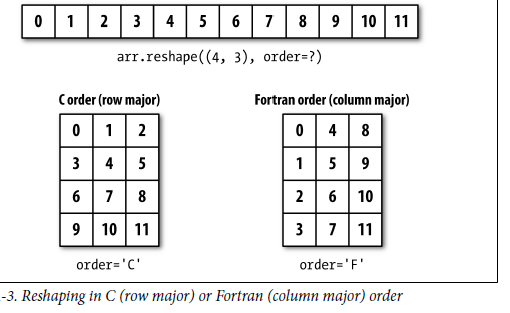 0 1 2 3 4 5 6 7 8 9 10 11
arr.reshape((4, 3), order=?)
C order (row major)
0 1 2
3 4 5
6 7 8
9 10 11
order='C'
Fortran order (column major)
0 4 8
1 5 9
2 6 10
3 7 11
order='F'
-3. Reshaping in C (row major) or Fortran (column major) order